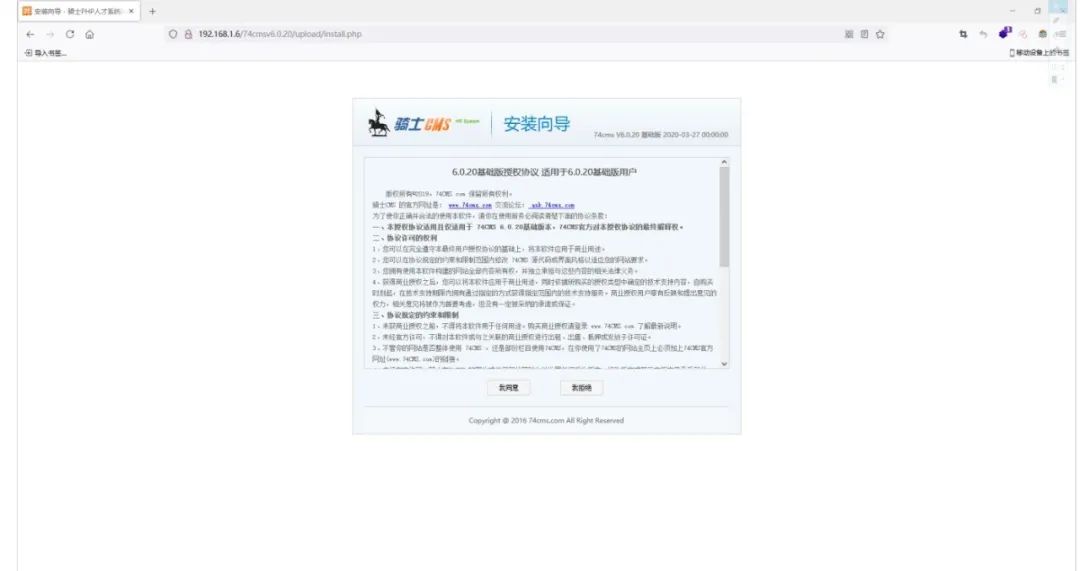 安装向导 - 骑士PHP人才系统
192.168.1.6/74cmsv6.0.20/upload/install.php
导入书签...
移动设备上的书签
骑士CMS
安装向导
74cms V6.0.20 基础版 2020-03-27 00:00:00
6.0.20基础版授权协议 适用于6.0.20基础版用户
版权所有©2019，74CMS.com 保留所有权利。
骑士CMS 的官方网址是： www.74cms.com 交流论坛： ask.74cms.com
为了使你正确并合法的使用本软件，请你在使用前务必阅读清楚下面的协议条款：
一、本授权协议适用且仅适用于 74CMS 6.0.20基础版本，74CMS官方对本授权协议的最终解释权。
二、协议许可的权利
1、您可以在完全遵守本最终用户授权协议的基础上，将本软件应用于商业用途。
2、您可以在协议规定的约束和限制范围内修改 74CMS 源代码或界面风格以适应您的网站要求。
3、您拥有使用本软件构建的网站全部内容所有权，并独立承担与这些内容的相关法律义务。
4、获得商业授权之后，您可以将本软件应用于商业用途，同时依据所购买的授权类型中确定的技术支持内容，自购买
时刻起，在技术支持期限内拥有通过指定的方式获得指定范围内的技术支持服务。商业授权用户享有反映和提出意见的
权力，相关意见将被作为首要考虑，但没有一定被采纳的承诺或保证。
三、协议规定的约束和限制
1、未获商业授权之前，不得将本软件用于任何用途。购买商业授权请登录 www.74CMS.com 了解最新说明。
2、未经官方许可，不得对本软件或与之关联的商业授权进行出租、出售、抵押或发放子许可证。
3、不管你的网站是否整体使用 74CMS ，还是部份栏目使用74CMS，在你使用了74CMS的网站主页上必须加上74CMS官方
网址(www.74CMS.com)的链接。
我同意
我拒绝
Copyright @ 2016 74cms.com All Right Reserved